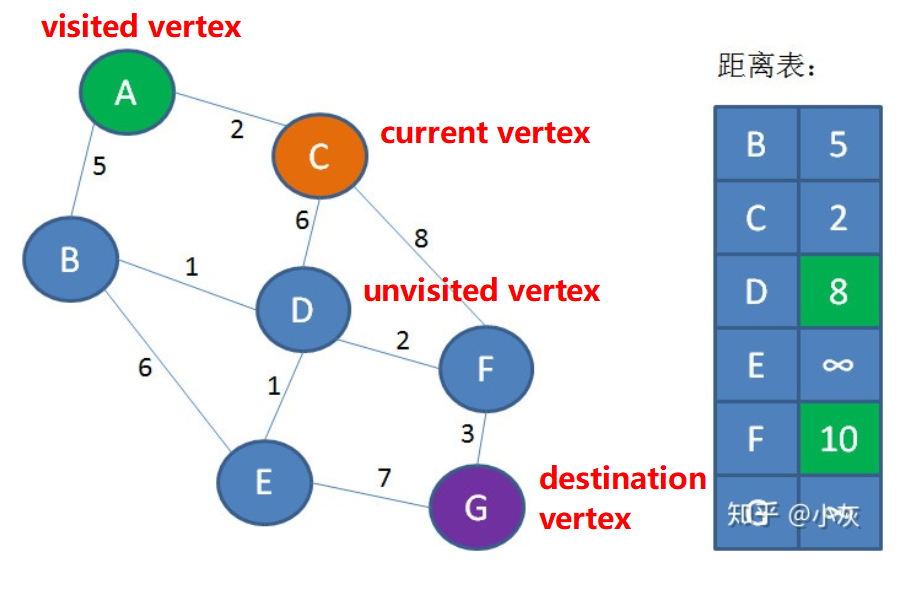 visited vertex
距离表：
A
2
C
current vertex
5
6
8
B
1
D
unvisited vertex
2
F
6
1
3
E
7
G
destination
vertex
B 5
C 2
D 8
E ∞
F 10
G ∞
知乎 @小灰